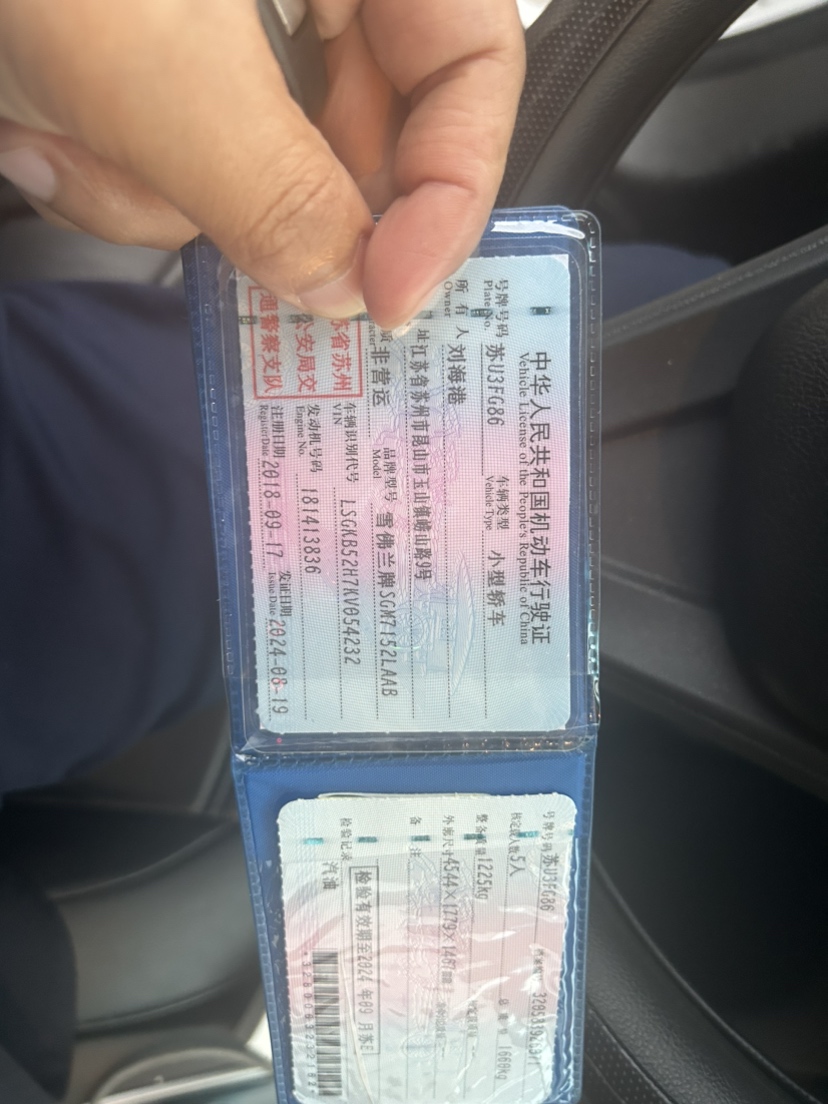 中华人民共和国机动车行驶证
Vehicle License of the People's Republic of China
号牌号码 苏U3FG86 车辆类型 小型轿车
Plate No. Vehicle Type
所有人 刘海港
Owner
址 江苏省苏州市昆山市玉山镇崂山路9号
非营运 品牌型号 雪佛兰牌SGM7152LAAB
Model
省苏州 车辆识别代号 LSGKB52H7KV054232
VIN
公安局交 发动机号码 181413836
Engine No.
通警察支队 注册日期 2018-09-17 发证日期 2024-08-19
Register Date Issue Date
号牌号码 苏U3FG86
核定载人数 5人
整备质量 1225kg 1660kg
外廓尺寸 4544×1779×1467
备注
检验有效期至2024年09月苏E
检验记录
汽油